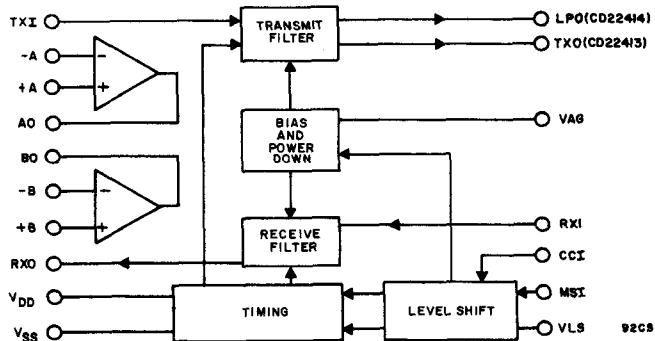 TXI
TRANSMIT
FILTER
LPO(CD22414)
TXO(CD22413)
-A
-
+A
+
AO
BIAS
AND
POWER
DOWN
VAG
BO
-B
-
+B
+
RECEIVE
FILTER
RXI
RXO
CCI
VDD
TIMING
LEVEL SHIFT
MSI
VSS
VLS
92CS